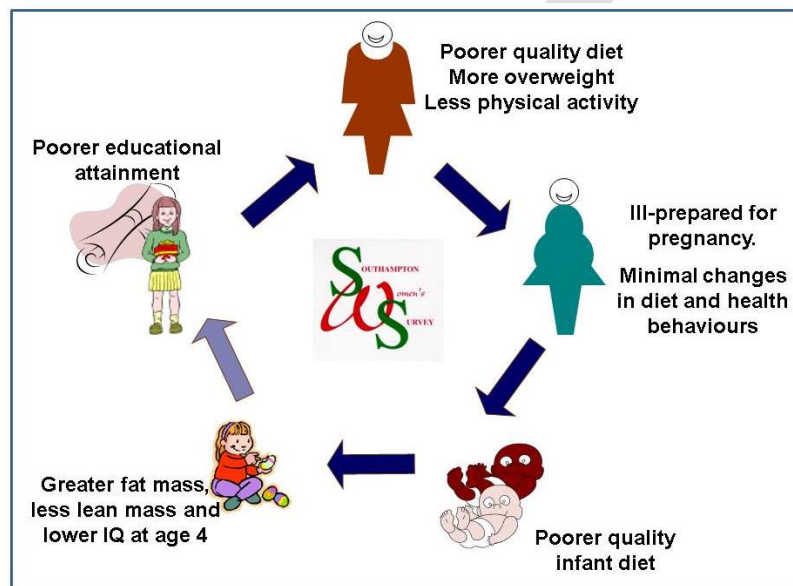 Poorer quality diet
More overweight
Less physical activity
Poorer educational
attainment
Ill-prepared for
pregnancy.
Minimal changes
in diet and health
behaviours
SOUTHAMPTON
Women's
SURVEY
Greater fat mass,
less lean mass and
lower IQ at age 4
Poorer quality
infant diet